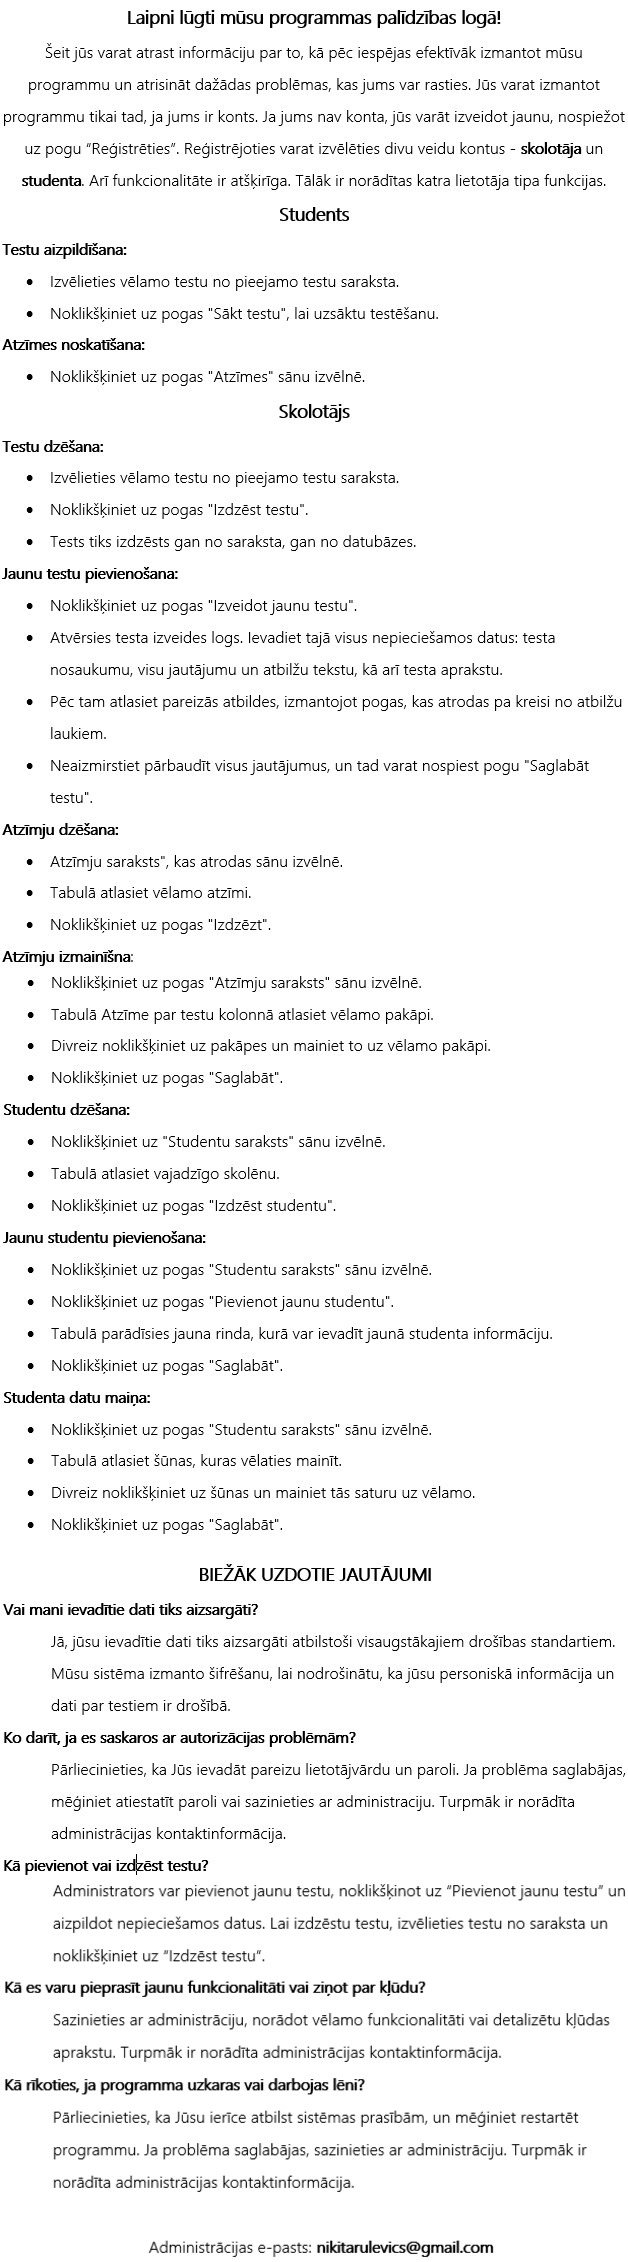 Laipni lūgti mūsu programmas palīdzības logā!
Šeit jūs varat atrast informāciju par to, kā pēc iespējas efektīvāk izmantot mūsu
programmu un atrisināt dažādas problēmas, kas jums var rasties. Jūs varat izmantot
programmu tikai tad, ja jums ir konts. Ja jums nav konta, jūs varāt izveidot jaunu, nospiežot
uz pogu “Reģistrēties”. Reģistrējoties varat izvēlēties divu veidu kontus - skolotāja un
studenta. Arī funkcionalitāte ir atšķirīga. Tālāk ir norādītas katra lietotāja tipa funkcijas.
Students
Testu aizpildīšana:
• Izvēlieties vēlamo testu no pieejamo testu saraksta.
• Noklikšķiniet uz pogas "Sākt testu", lai uzsāktu testēšanu.
Atzīmes noskatīšana:
• Noklikšķiniet uz pogas "Atzīmes" sānu izvēlnē.
Skolotājs
Testu dzēšana:
• Izvēlieties vēlamo testu no pieejamo testu saraksta.
• Noklikšķiniet uz pogas "Izdzēst testu".
• Tests tiks izdzēsts gan no saraksta, gan no datubāzes.
Jaunu testu pievienošana:
• Noklikšķiniet uz pogas "Izveidot jaunu testu".
• Atvērsies testa izveides logs. Ievadiet tajā visus nepieciešamos datus: testa
nosaukumu, visu jautājumu un atbilžu tekstu, kā arī testa aprakstu.
• Pēc tam atlasiet pareizās atbildes, izmantojot pogas, kas atrodas pa kreisi no atbilžu
laukiem.
• Neaizmirstiet pārbaudīt visus jautājumus, un tad varat nospiest pogu "Saglabāt
testu".
Atzīmju dzēšana:
• Atzīmju saraksts", kas atrodas sānu izvēlnē.
• Tabulā atlasiet vēlamo atzīmi.
• Noklikšķiniet uz pogas "Izdzēzt".
Atzīmju izmainīšna:
• Noklikšķiniet uz pogas "Atzīmju saraksts" sānu izvēlnē.
• Tabulā Atzīme par testu kolonnā atlasiet vēlamo pakāpi.
• Divreiz noklikšķiniet uz pakāpes un mainiet to uz vēlamo pakāpi.
• Noklikšķiniet uz pogas "Saglabāt".
Studentu dzēšana:
• Noklikšķiniet uz "Studentu saraksts" sānu izvēlnē.
• Tabulā atlasiet vajadzīgo skolēnu.
• Noklikšķiniet uz pogas "Izdzēst studentu".
Jaunu studentu pievienošana:
• Noklikšķiniet uz pogas "Studentu saraksts" sānu izvēlnē.
• Noklikšķiniet uz pogas "Pievienot jaunu studentu".
• Tabulā parādīsies jauna rinda, kurā var ievadīt jaunā studenta informāciju.
• Noklikšķiniet uz pogas "Saglabāt".
Studenta datu maiņa:
• Noklikšķiniet uz pogas "Studentu saraksts" sānu izvēlnē.
• Tabulā atlasiet šūnas, kuras vēlaties mainīt.
• Divreiz noklikšķiniet uz šūnas un mainiet tās saturu uz vēlamo.
• Noklikšķiniet uz pogas "Saglabāt".
BIEŽĀK UZDOTIE JAUTĀJUMI
Vai mani ievadītie dati tiks aizsargāti?
Jā, jūsu ievadītie dati tiks aizsargāti atbilstoši visaugstākajiem drošības standartiem.
Mūsu sistēma izmanto šifrēšanu, lai nodrošinātu, ka jūsu personiskā informācija un
dati par testiem ir drošībā.
Ko darīt, ja es saskaros ar autorizācijas problēmām?
Pārliecinieties, ka Jūs ievadāt pareizu lietotājvārdu un paroli. Ja problēma saglabājas,
mēģiniet atiestatīt paroli vai sazinieties ar administraciju. Turpmāk ir norādīta
administrācijas kontaktinformācija.
Kā pievienot vai izdzēst testu?
Administrators var pievienot jaunu testu, noklikšķinot uz “Pievienot jaunu testu” un
aizpildot nepieciešamos datus. Lai izdzēstu testu, izvēlieties testu no saraksta un
noklikšķiniet uz “Izdzēst testu“.
Kā es varu pieprasīt jaunu funkcionalitāti vai ziņot par kļūdu?
Sazinieties ar administrāciju, norādot vēlamo funkcionalitāti vai detalizētu kļūdas
aprakstu. Turpmāk ir norādīta administrācijas kontaktinformācija.
Kā rīkoties, ja programma uzkaras vai darbojas lēni?
Pārliecinieties, ka Jūsu ierīce atbilst sistēmas prasībām, un mēģiniet restartēt
programmu. Ja problēma saglabājas, sazinieties ar administrāciju. Turpmāk ir
norādīta administrācijas kontaktinformācija.
Administrācijas e-pasts: nikitarulevics@gmail.com